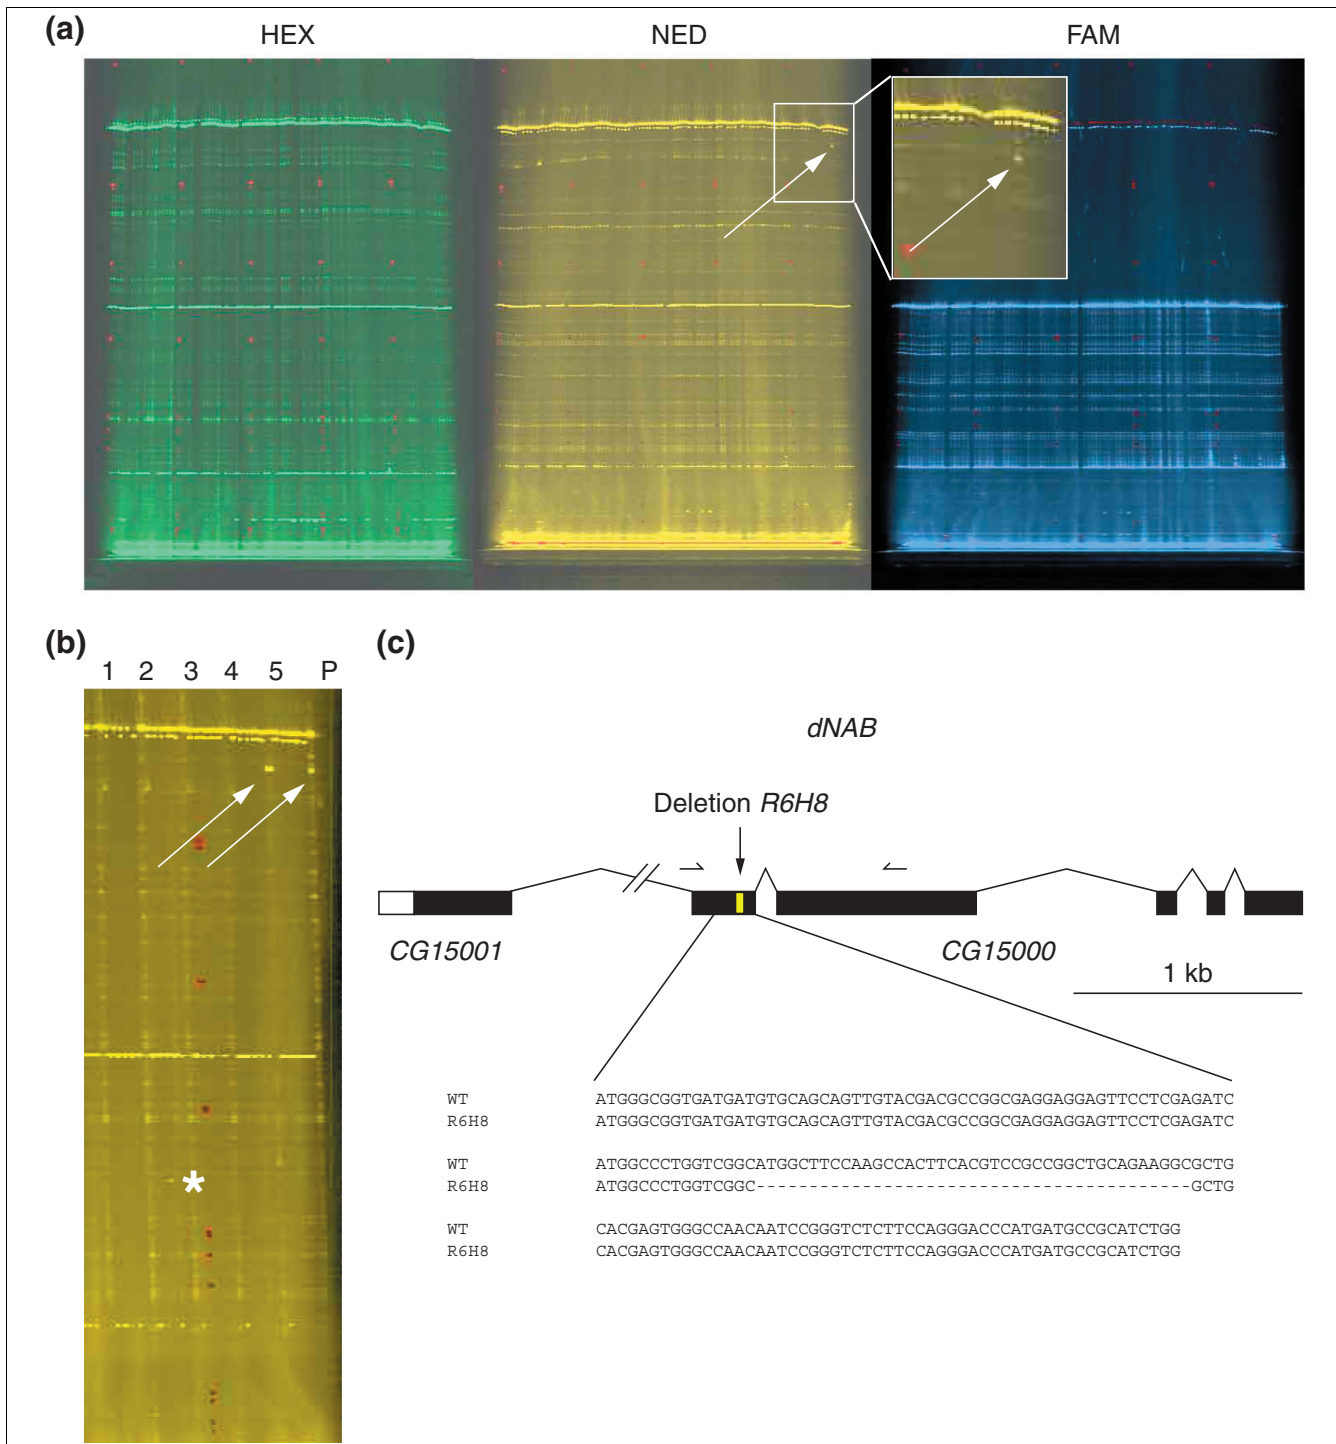 (a)
HEX NED FAM
(b)
1 2 3 4 5 P
*
(c)
dNAB
Deletion R6H8
CG15001 CG15000
1 kb
WT ATGGGCGGTGATGATGTGCAGCAGTTGTACGACGCCGGCGAGGAGGAGTTCCTCGAGATC
R6H8 ATGGGCGGTGATGATGTGCAGCAGTTGTACGACGCCGGCGAGGAGGAGTTCCTCGAGATC
WT ATGGCCCTGGTCGGCATGGCTTCCAAGCCACTTCACGTCCGCCGGCTGCAGAAGGCGCTG
R6H8 ATGGCCCTGGTCGGC-----------------------------------------GCTG
WT CACGAGTGGGCCAACAATCCGGGTCTCTTCCAGGGACCCATGATGCCGCATCTGG
R6H8 CACGAGTGGGCCAACAATCCGGGTCTCTTCCAGGGACCCATGATGCCGCATCTGG